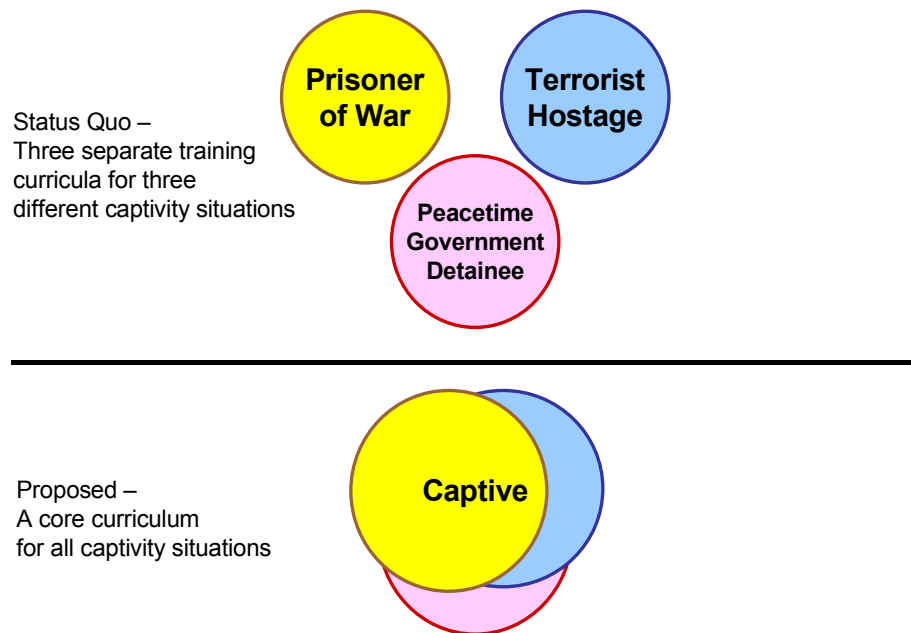 Prisoner
of War
Terrorist
Hostage
Status Quo –
Three separate training
curricula for three
different captivity situations
Peacetime
Government
Detainee
Captive
Proposed –
A core curriculum
for all captivity situations